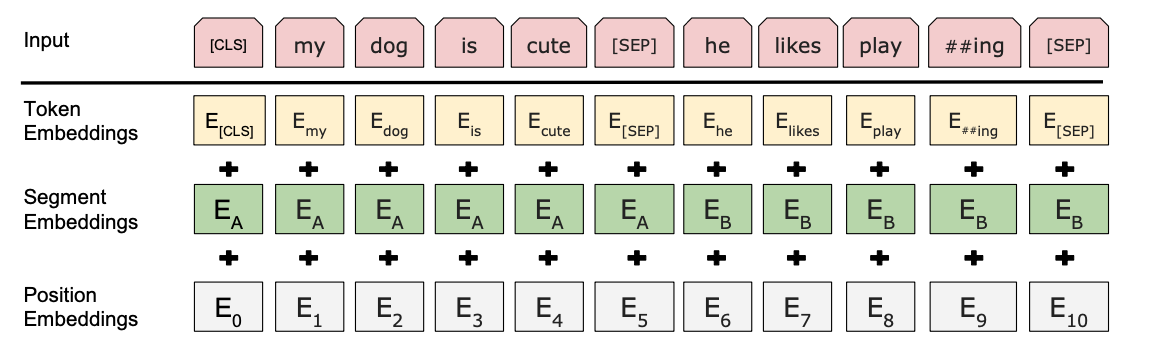 Input [CLS] my dog is cute [SEP] he likes play ##ing [SEP]
Token
Embeddings
E[CLS] Emy Edog Eis Ecute E[SEP] Ehe Elikes Eplay E##ing E[SEP]
+ + + + + + + + + + +
Segment
Embeddings
EA EA EA EA EA EA EB EB EB EB EB
+ + + + + + + + + + +
Position
Embeddings
E0 E1 E2 E3 E4 E5 E6 E7 E8 E9 E10